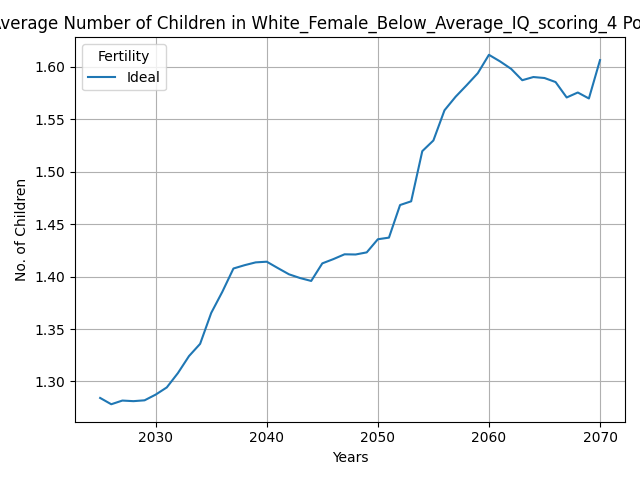 verage Number of Children in White_Female_Below_Average_IQ_scoring_4 Po
Fertility
Ideal
No. of Children
1.60
1.55
1.50
1.45
1.40
1.35
1.30
2030 2040 2050 2060 2070
Years